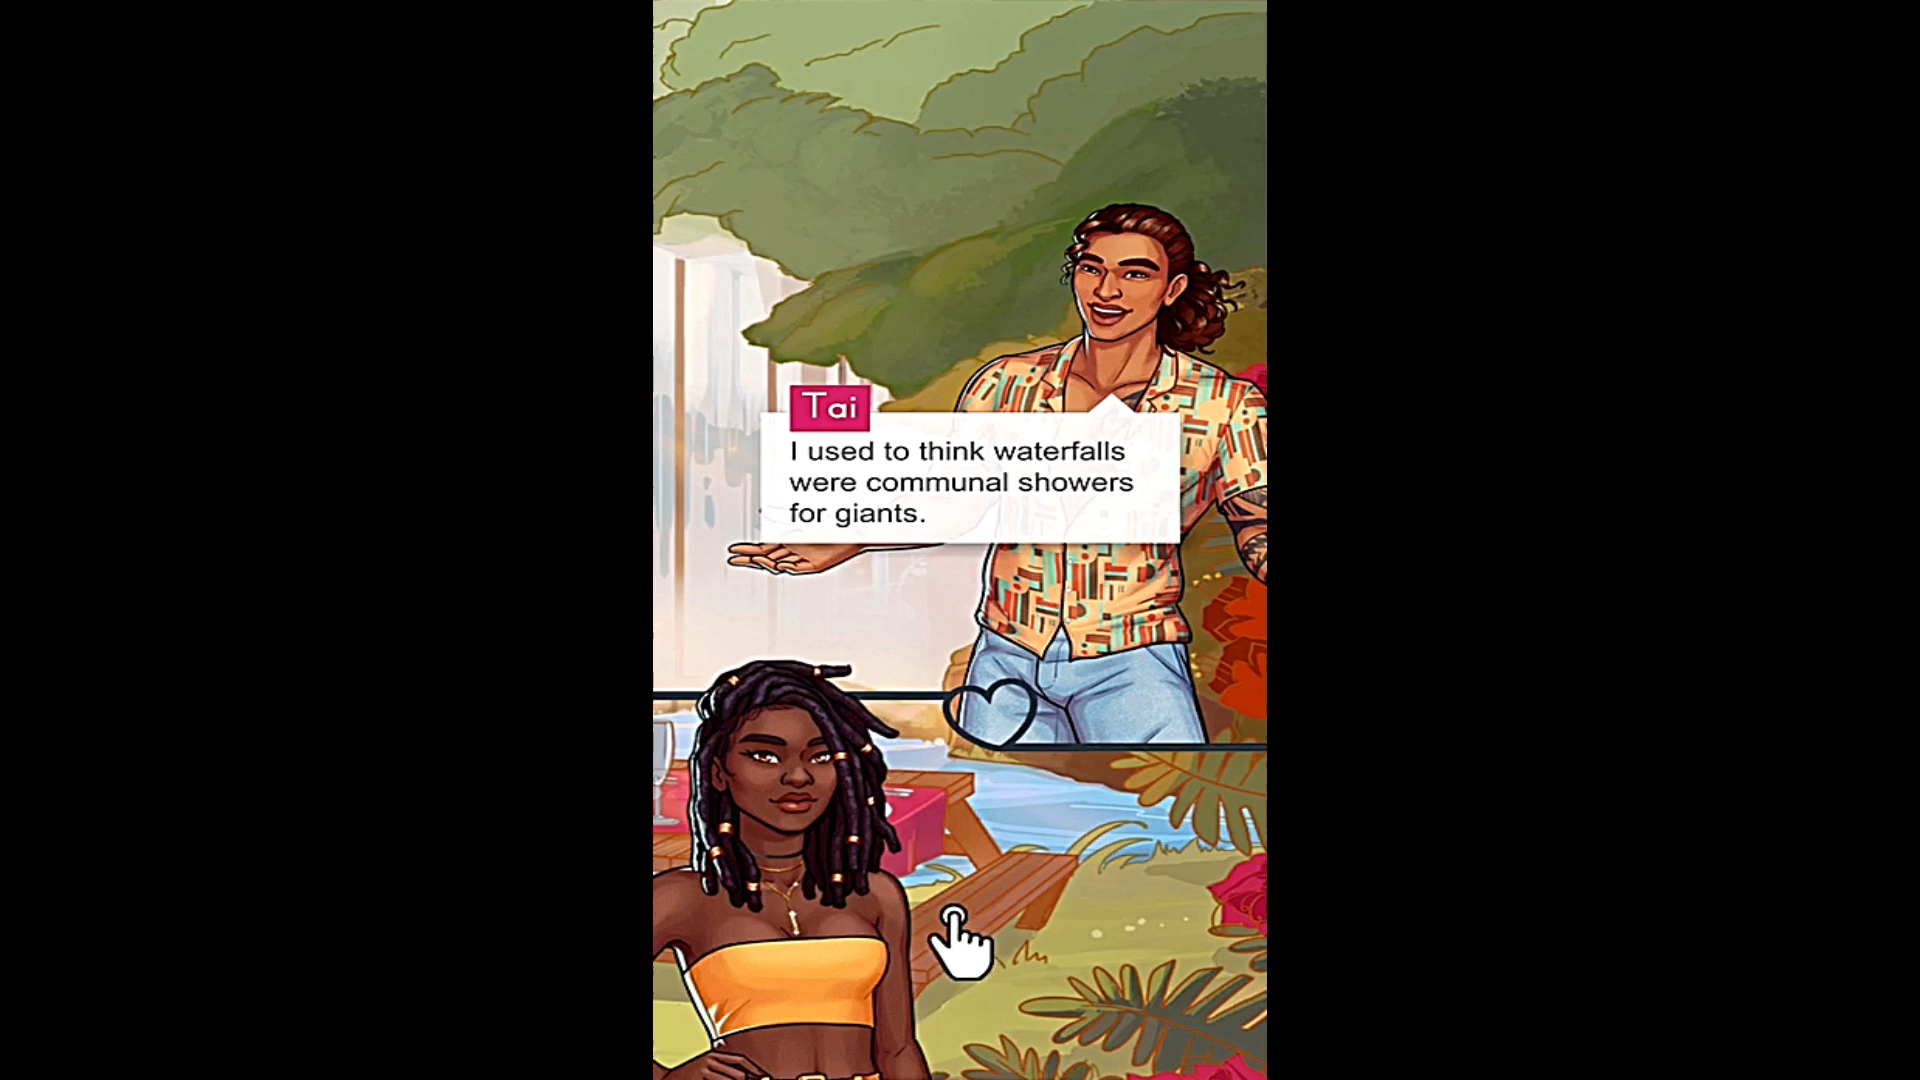 Tai
I used to think waterfalls
were communal showers
for giants.